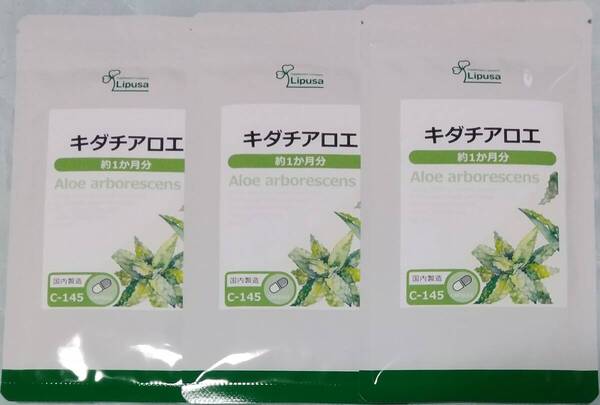 Lipusa
キダチアロエ
約1か月分
Aloe arborescens
国内製造
C-145
Lipusa
キダチアロエ
約1か月分
Aloe arborescens
国内製造
C-145
Lipusa
キダチアロエ
約1か月分
Aloe arborescens
国内製造
C-145